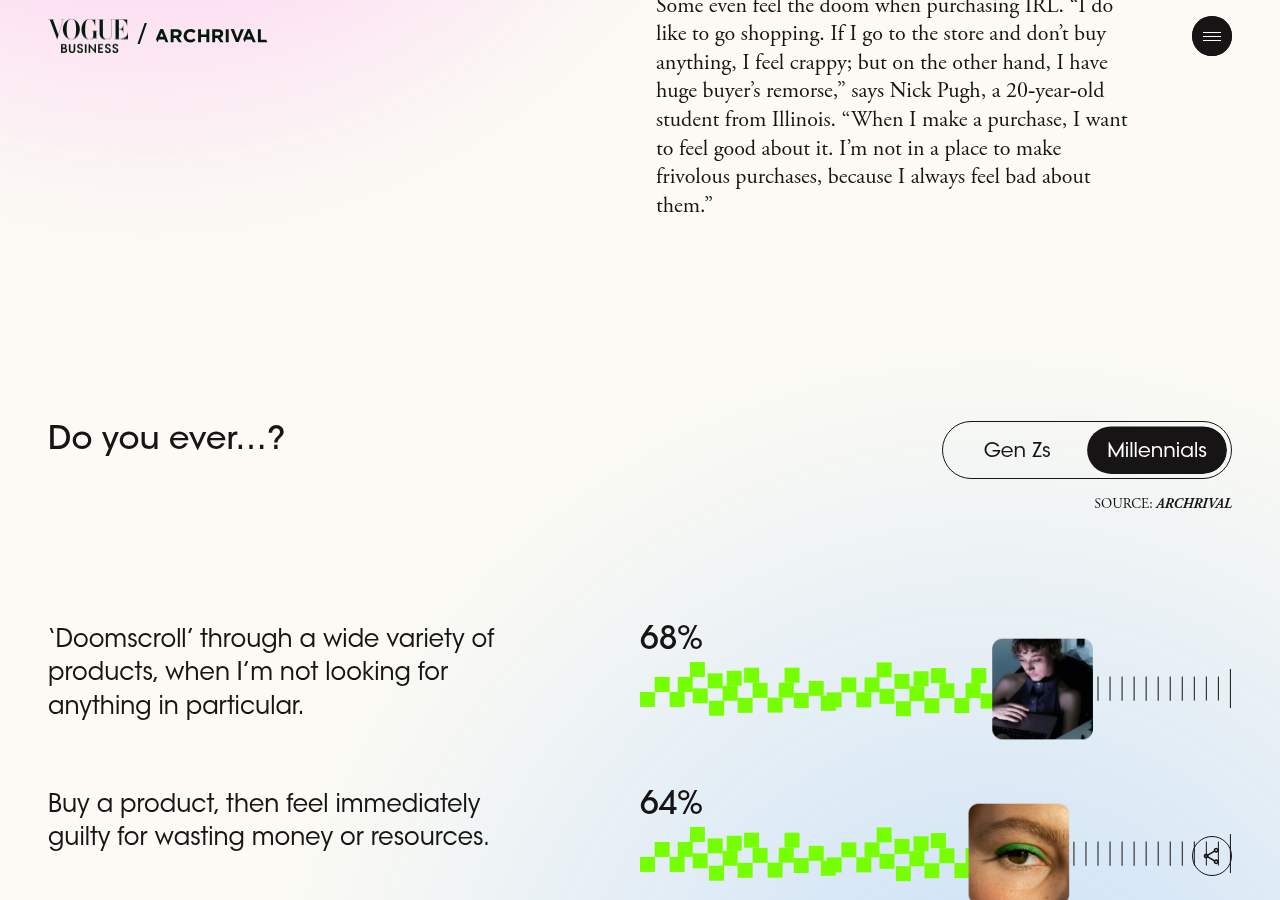 VOGUE
BUSINESS
/ ARCHRIVAL
Some even feel the doom when purchasing IRL. “I do
like to go shopping. If I go to the store and don’t buy
anything, I feel crappy; but on the other hand, I have
huge buyer’s remorse,” says Nick Pugh, a 20-year-old
student from Illinois. “When I make a purchase, I want
to feel good about it. I’m not in a place to make
frivolous purchases, because I always feel bad about
them.”
Do you ever…?
Gen Zs
Millennials
SOURCE: ARCHRIVAL
‘Doomscroll’ through a wide variety of
products, when I’m not looking for
anything in particular.
68%
Buy a product, then feel immediately
guilty for wasting money or resources.
64%